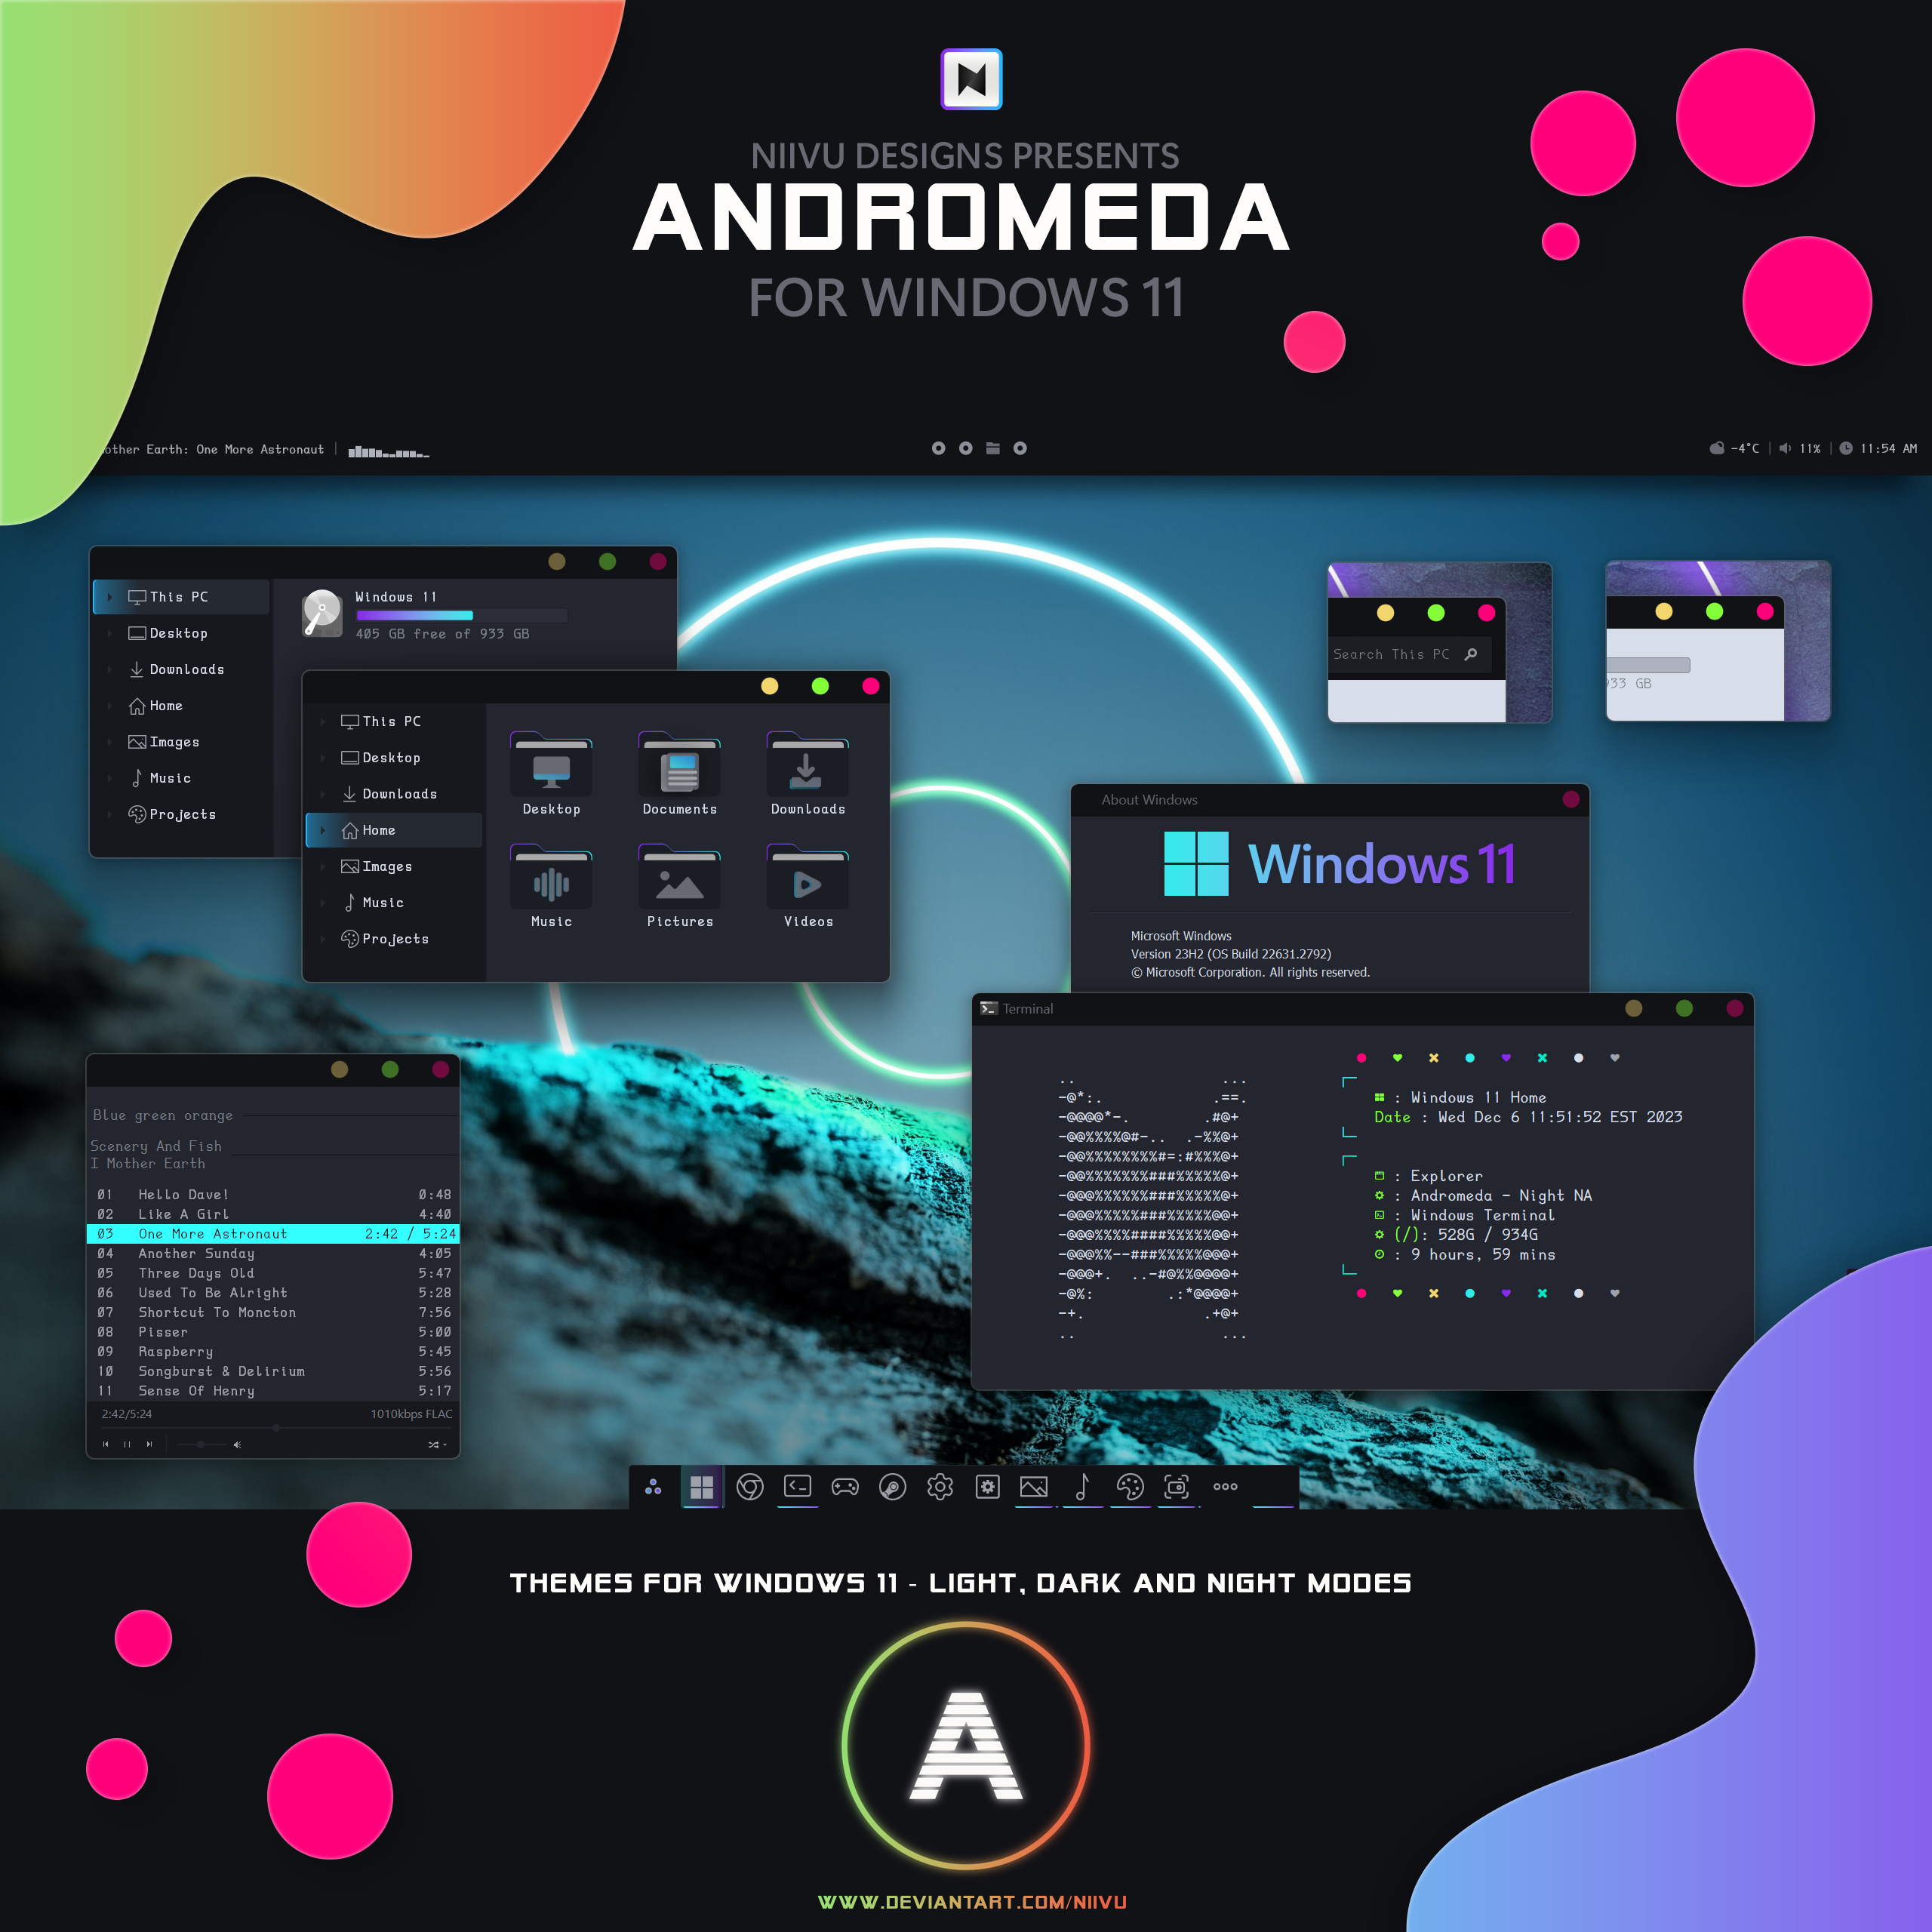 NIIVU DESIGNS PRESENTS
ANDROMEDA
FOR WINDOWS 11
other Earth: One More Astronaut
-4°C
11%
11:54 AM
This PC
Desktop
Downloads
Home
Images
Music
Projects
Windows 11
405 GB free of 933 GB
This PC
Desktop
Downloads
Home
Images
Music
Projects
Desktop
Documents
Downloads
Music
Pictures
Videos
Search This PC
933 GB
About Windows
Windows 11
Microsoft Windows
Version 23H2 (OS Build 22631.2792)
© Microsoft Corporation. All rights reserved.
Terminal
..                    ...
-@*:.               .==.
-@@@@*-.          .#@+
-@@%%%%@#-..  .-%%@+
-@@%%%%%%%%#=:#%%%@+
-@@%%%%%%%###%%%%%@+
-@@@%%%%%%###%%%%%@+
-@@@%%%%%###%%%%%@@+
-@@@%%%%####%%%%%@@+
-@@@%%--###%%%%%@@@+
-@@@+.  ..-#@%%@@@@+
-@%:        .:*@@@@+
-+.             .+@+
..                    ...
: Windows 11 Home
Date : Wed Dec 6 11:51:52 EST 2023
: Explorer
: Andromeda - Night NA
: Windows Terminal
(/): 528G / 934G
: 9 hours, 59 mins
Blue green orange
Scenery And Fish
I Mother Earth
01 Hello Dave! 0:48
02 Like A Girl 4:40
03 One More Astronaut 2:42 / 5:24
04 Another Sunday 4:05
05 Three Days Old 5:47
06 Used To Be Alright 5:28
07 Shortcut To Moncton 7:56
08 Pisser 5:00
09 Raspberry 5:45
10 Songburst & Delirium 5:56
11 Sense Of Henry 5:17
2:42/5:24 1010kbps FLAC
THEMES FOR WINDOWS 11 - LIGHT, DARK AND NIGHT MODES
A
WWW.DEVIANTART.COM/NIIVU